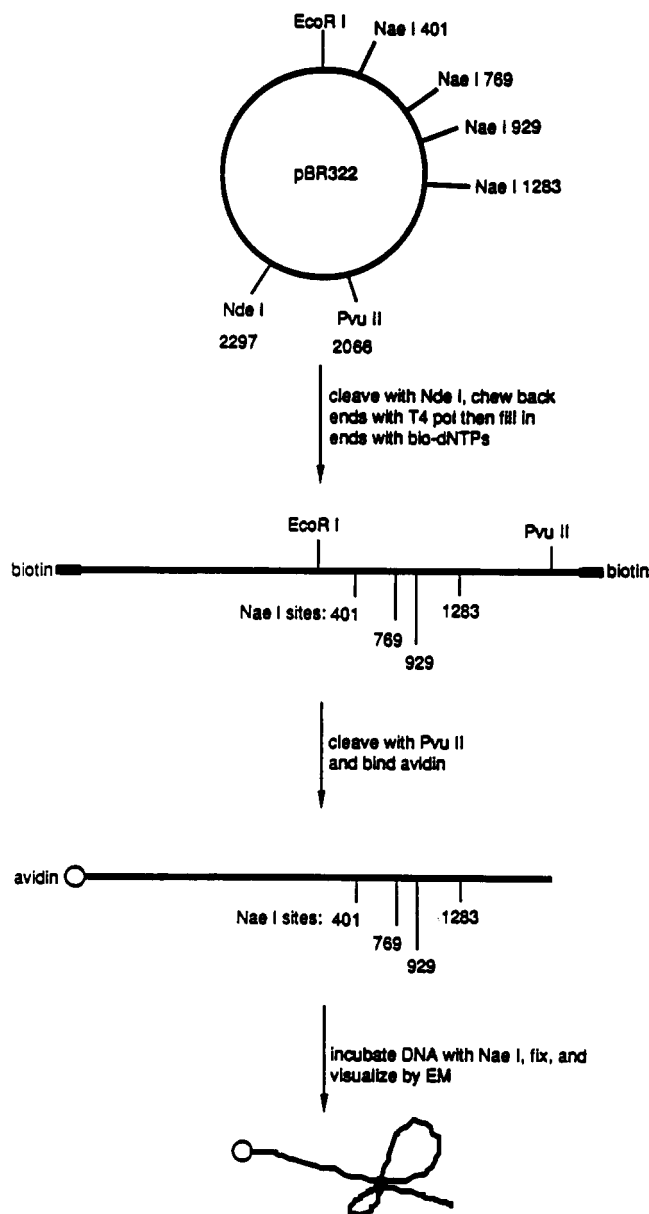 EcoR I
Nae I 401
Nae I 769
Nae I 929
pBR322
Nae I 1283
Nde I
2297
Pvu II
2066
cleave with Nde I, chew back
ends with T4 pol then fill in
ends with bio-dNTPs
EcoR I
Pvu II
biotin
biotin
Nae I sites: 401
769
929
1283
cleave with Pvu II
and bind avidin
avidin
Nae I sites: 401
769
929
1283
incubate DNA with Nae I, fix, and
visualize by EM